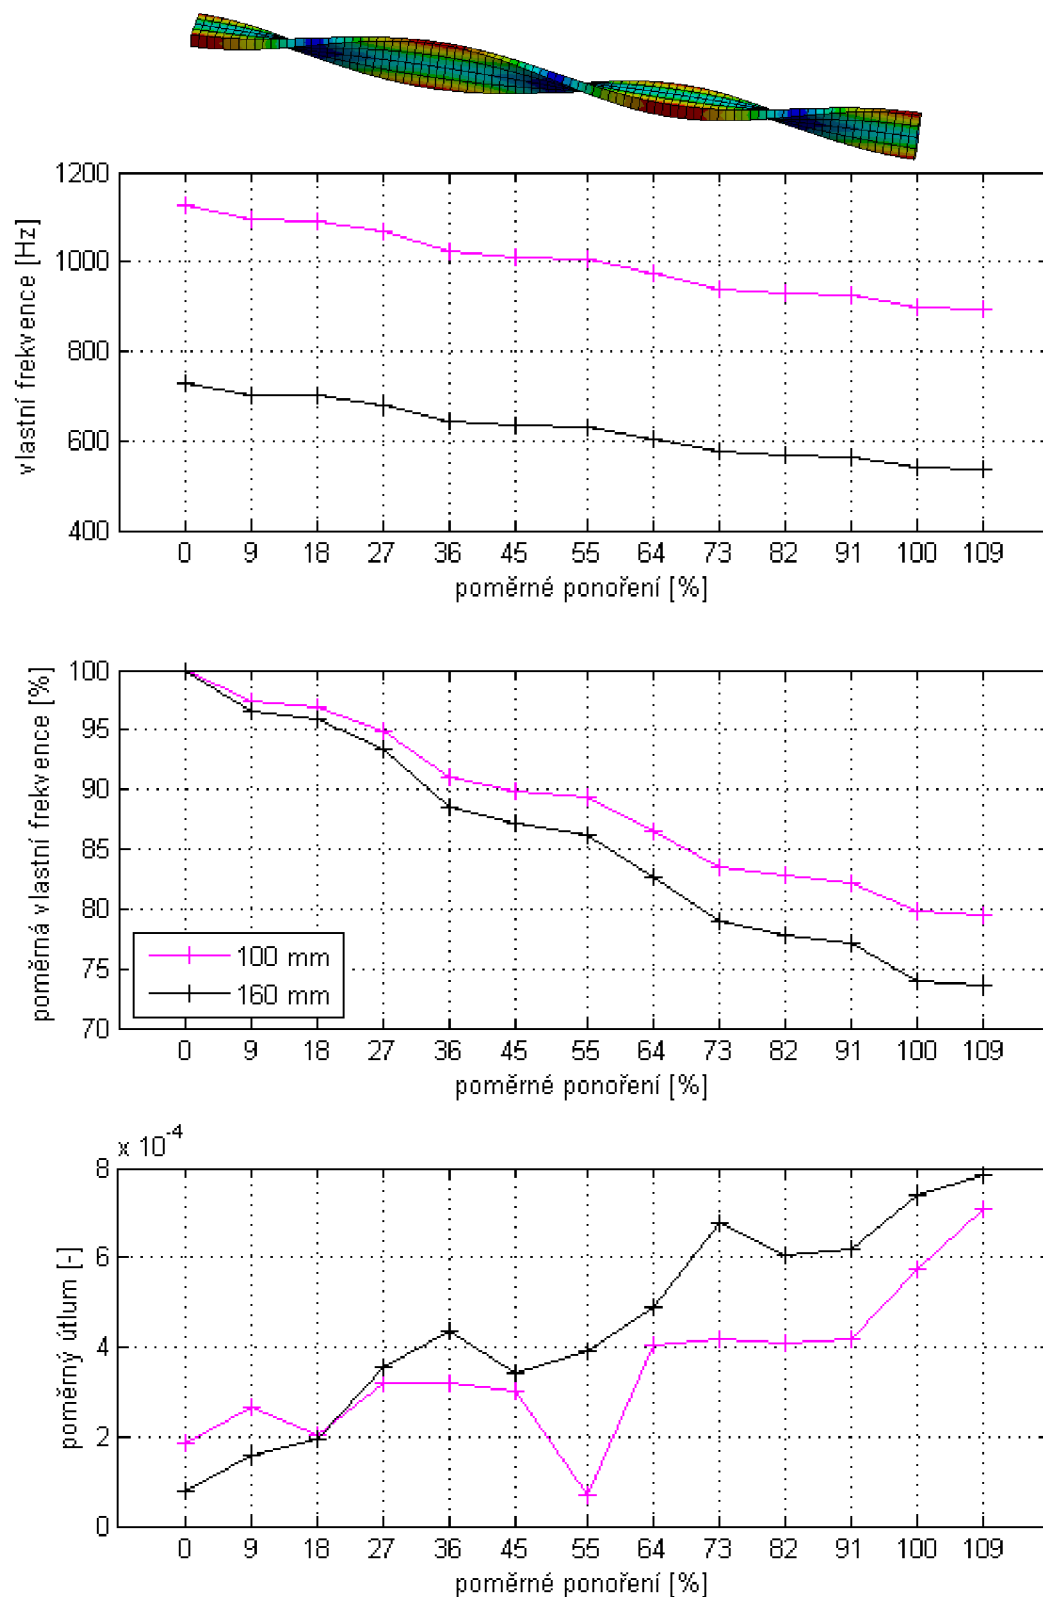 1200
1000
800
600
400
vlastní frekvence [Hz]
0 9 18 27 36 45 55 64 73 82 91 100 109
poměrné ponoření [%]
100
95
90
85
80
75
70
poměrná vlastní frekvence [%]
100 mm
160 mm
0 9 18 27 36 45 55 64 73 82 91 100 109
poměrné ponoření [%]
x 10^-4
8
6
4
2
0
poměrný útlum [-]
0 9 18 27 36 45 55 64 73 82 91 100 109
poměrné ponoření [%]